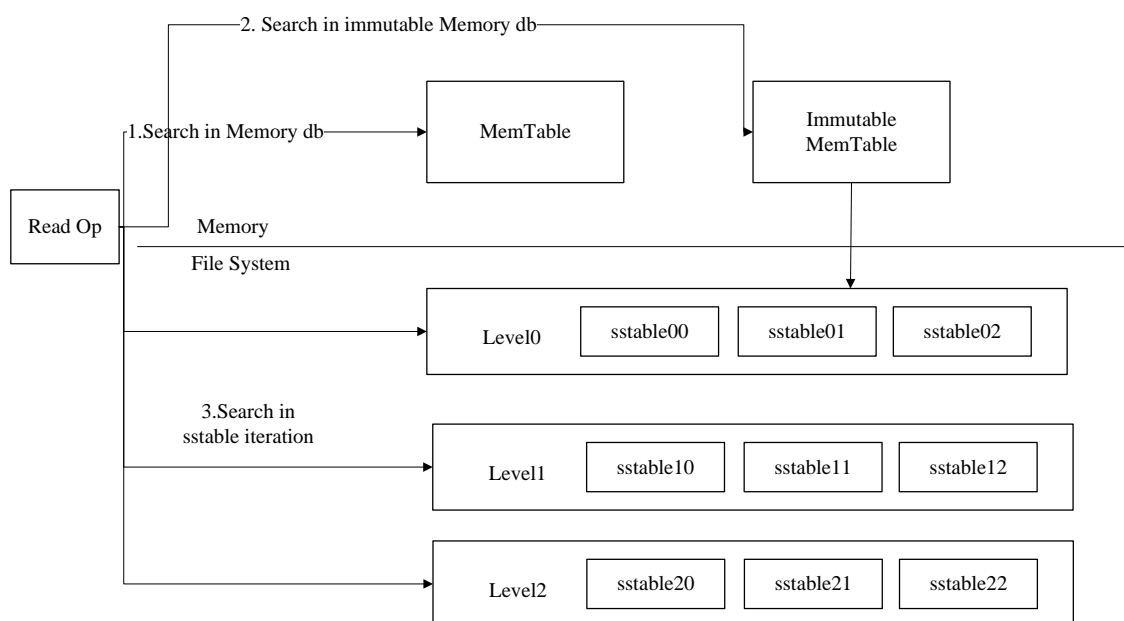 2. Search in immutable Memory db
1.Search in Memory db
MemTable
Immutable
MemTable
Read Op
Memory
File System
Level0
sstable00
sstable01
sstable02
3.Search in
sstable iteration
Level1
sstable10
sstable11
sstable12
Level2
sstable20
sstable21
sstable22